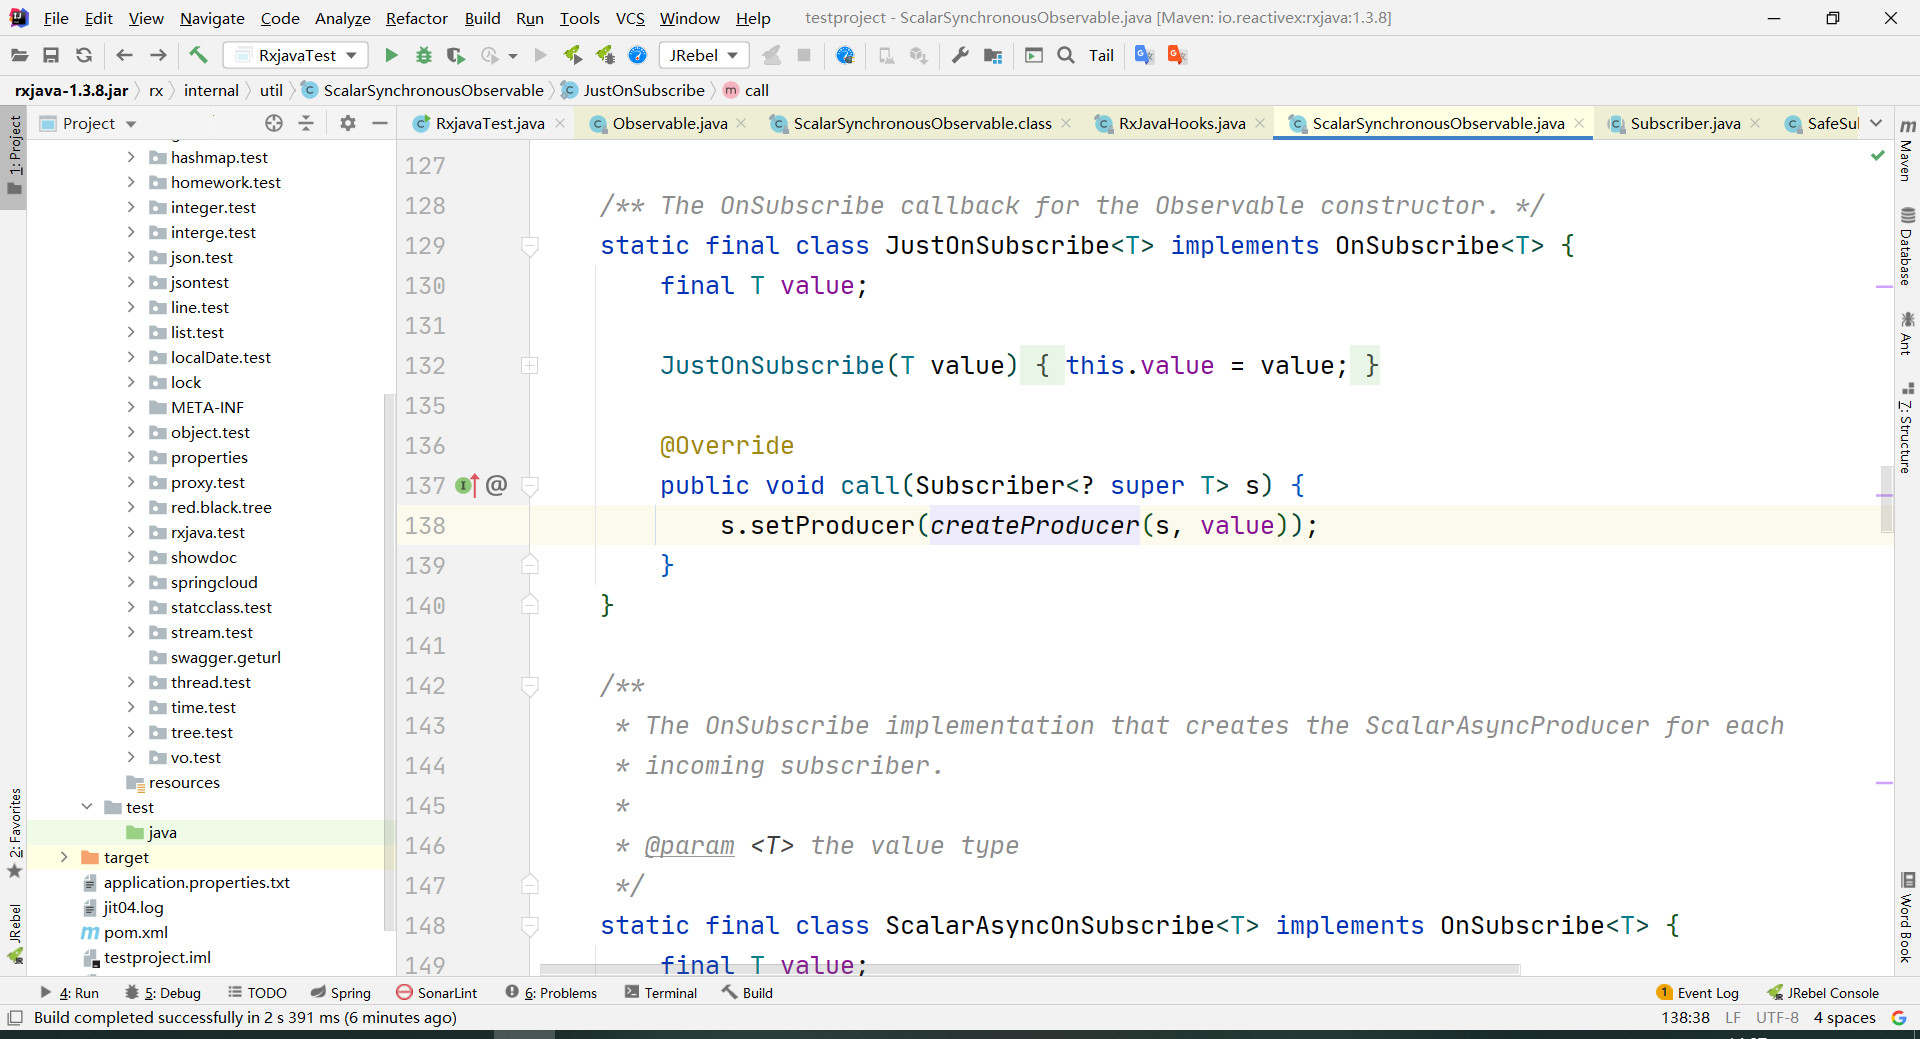 File Edit View Navigate Code Analyze Refactor Build Run Tools VCS Window Help testproject - ScalarSynchronousObservable.java [Maven: io.reactivex:rxjava:1.3.8]
RxjavaTest JRebel Tail
rxjava-1.3.8.jar rx internal util ScalarSynchronousObservable JustOnSubscribe call
Project RxjavaTest.java Observable.java ScalarSynchronousObservable.class RxJavaHooks.java ScalarSynchronousObservable.java Subscriber.java SafeSul
1: Project
2: Favorites
JRebel
hashmap.test
homework.test
integer.test
interge.test
json.test
jsontest
line.test
list.test
localDate.test
lock
META-INF
object.test
properties
proxy.test
red.black.tree
rxjava.test
showdoc
springcloud
statcclass.test
stream.test
swagger.geturl
thread.test
time.test
tree.test
vo.test
resources
test
java
target
application.properties.txt
jit04.log
pom.xml
testproject.iml
127
128 /** The OnSubscribe callback for the Observable constructor. */
129 static final class JustOnSubscribe<T> implements OnSubscribe<T> {
130 final T value;
131
132 JustOnSubscribe(T value) { this.value = value; }
135
136 @Override
137 public void call(Subscriber<? super T> s) {
138 s.setProducer(createProducer(s, value));
139 }
140 }
141
142 /**
143 * The OnSubscribe implementation that creates the ScalarAsyncProducer for each
144 * incoming subscriber.
145 *
146 * @param <T> the value type
147 */
148 static final class ScalarAsyncOnSubscribe<T> implements OnSubscribe<T> {
149 final T value;
Maven
Database
Ant
7: Structure
Word Book
4: Run 5: Debug TODO Spring SonarLint 6: Problems Terminal Build 1 Event Log JRebel Console
Build completed successfully in 2 s 391 ms (6 minutes ago) 138:38 LF UTF-8 4 spaces